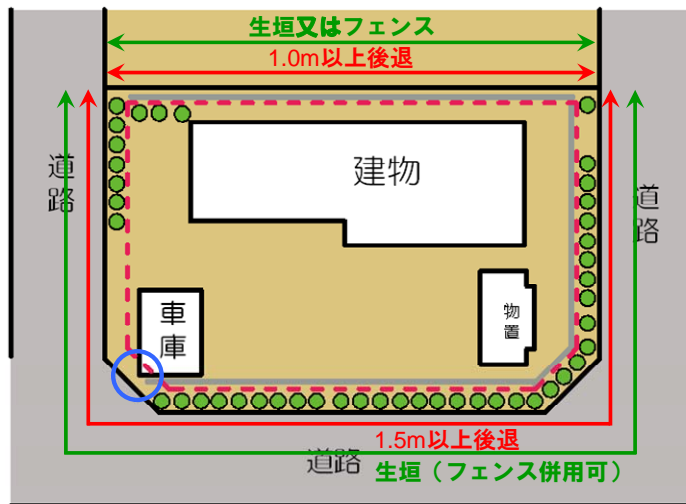 生垣又はフェンス
1.0m以上後退
道路
建物
道路
車庫
物置
1.5m以上後退
道路
生垣(フェンス併用可)